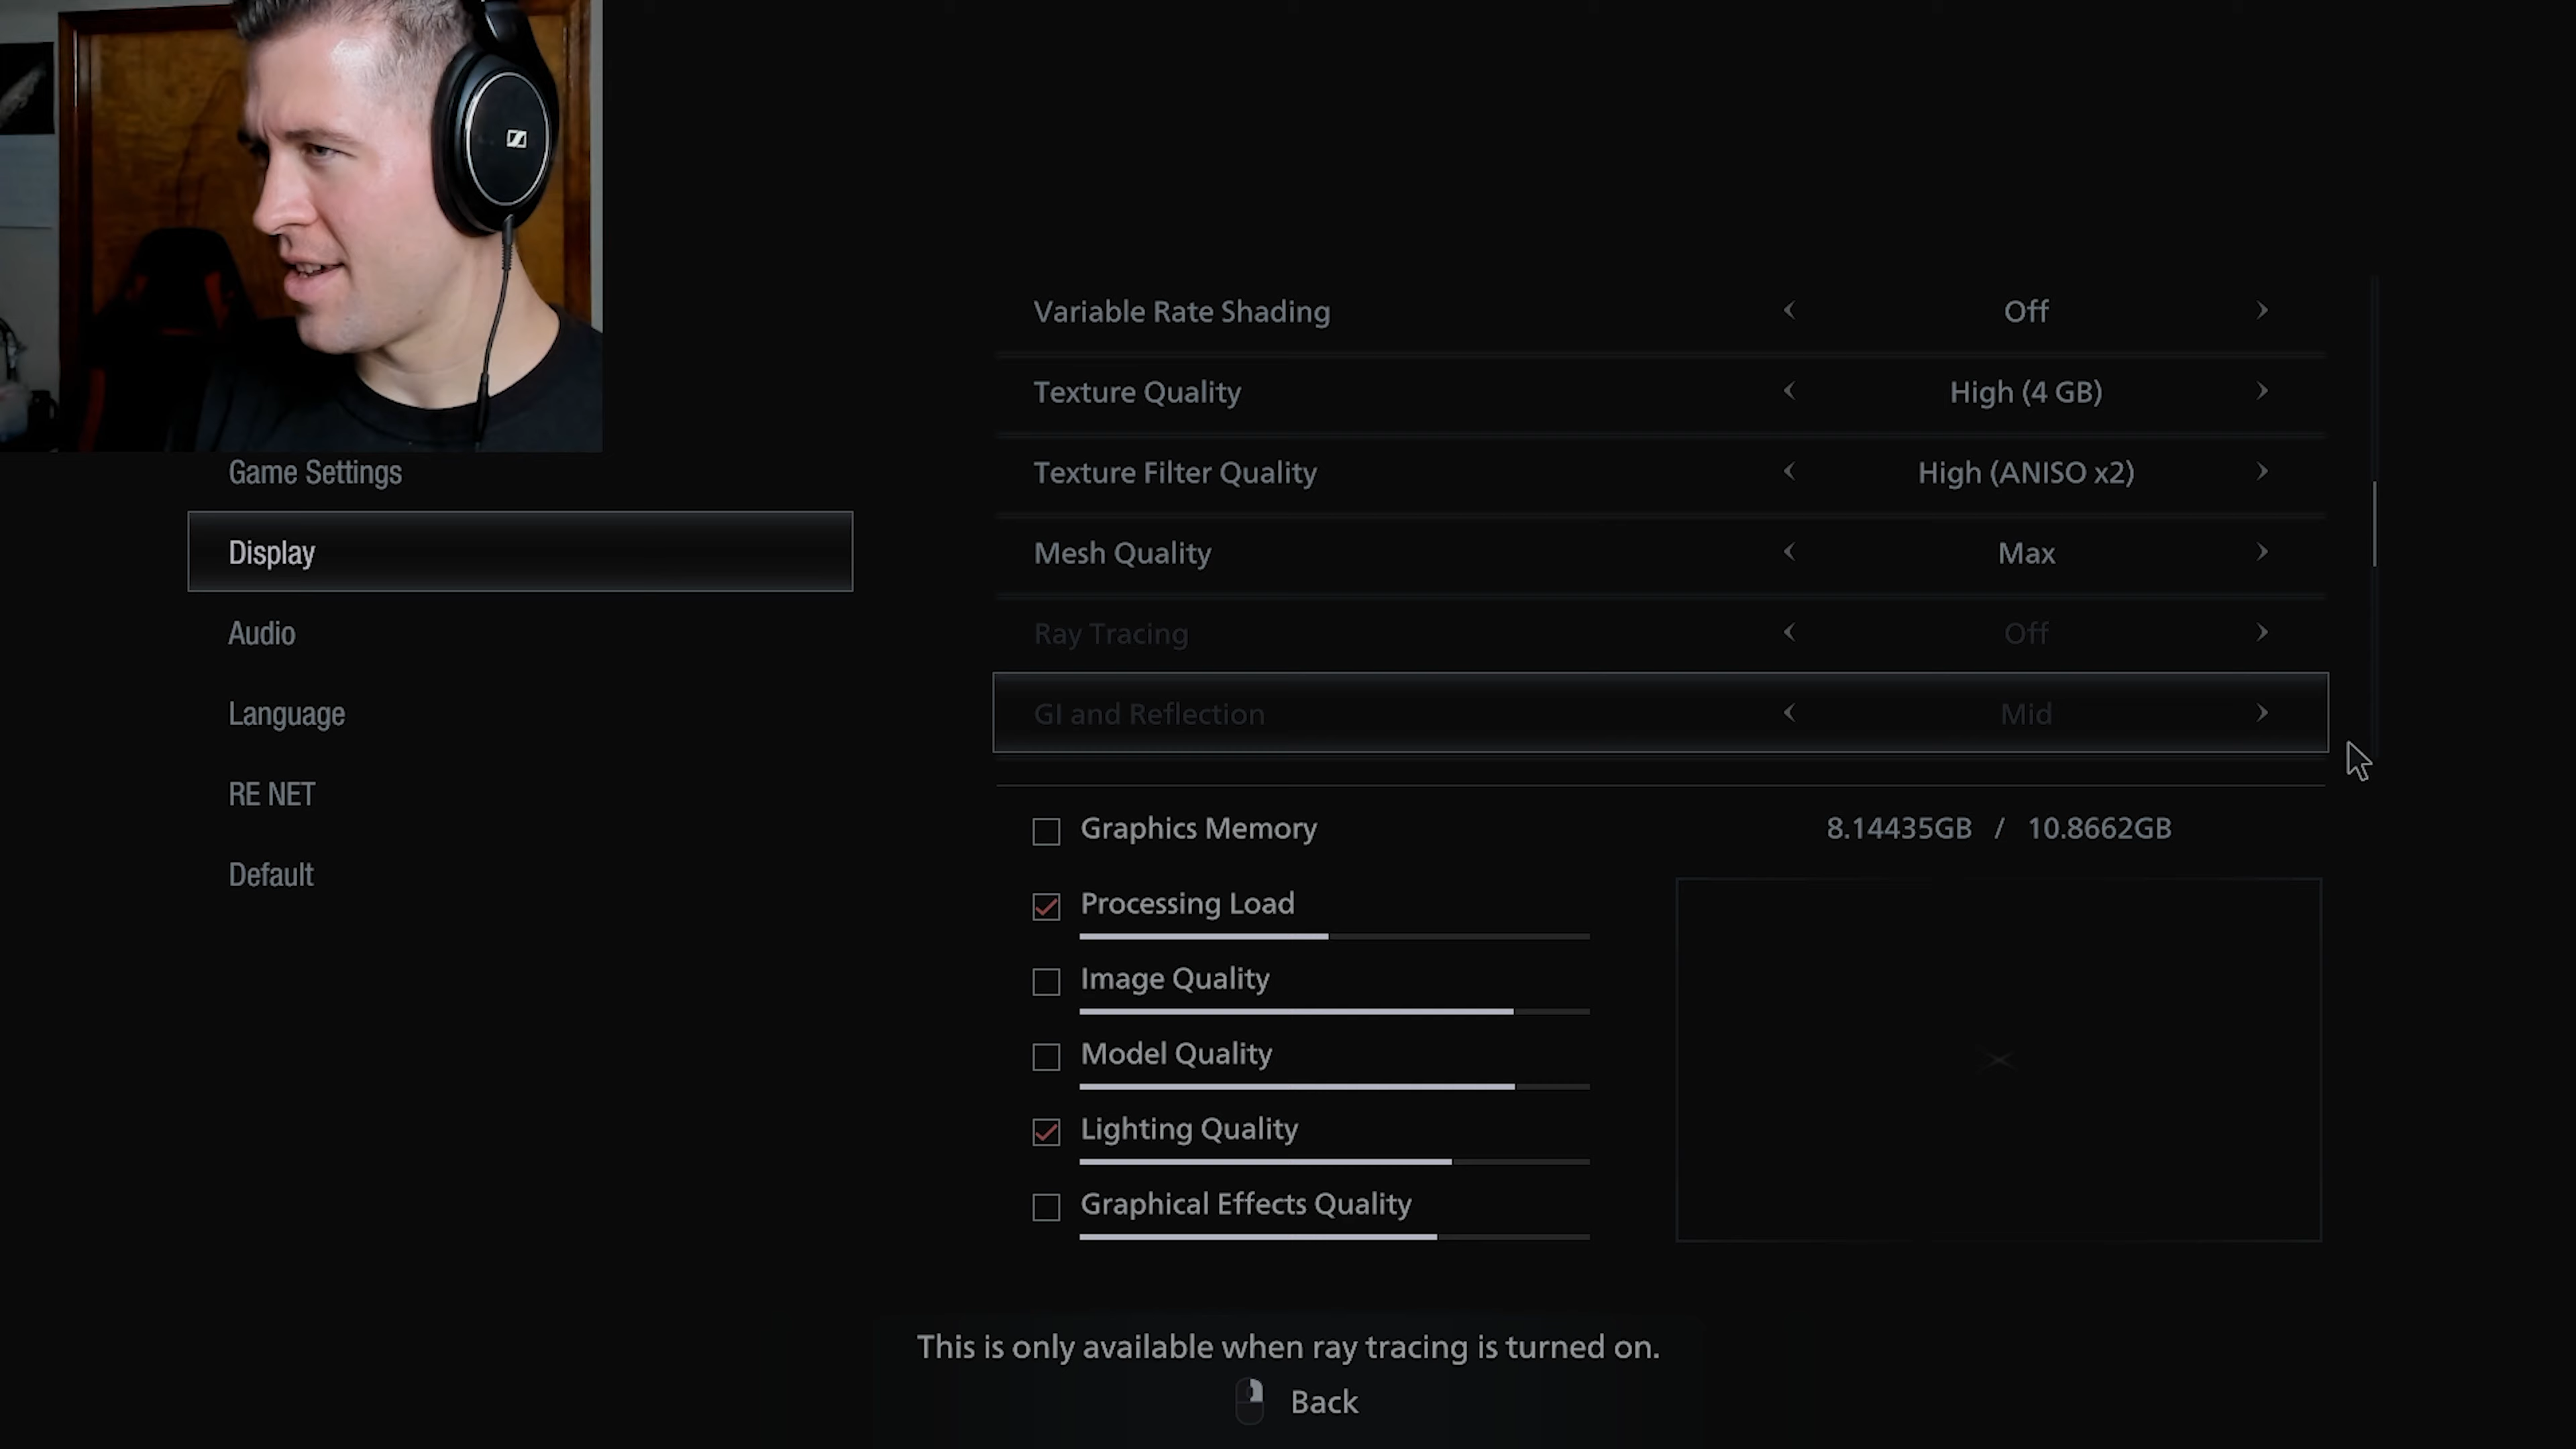 Variable Rate Shading Off
Texture Quality High (4 GB)
Game Settings
Texture Filter Quality High (ANISO x2)
Display
Mesh Quality Max
Audio
Ray Tracing Off
Language
GI and Reflection Mid
RE NET
Default
Graphics Memory 8.14435GB / 10.8662GB
Processing Load
Image Quality
Model Quality
Lighting Quality
Graphical Effects Quality
This is only available when ray tracing is turned on.
Back